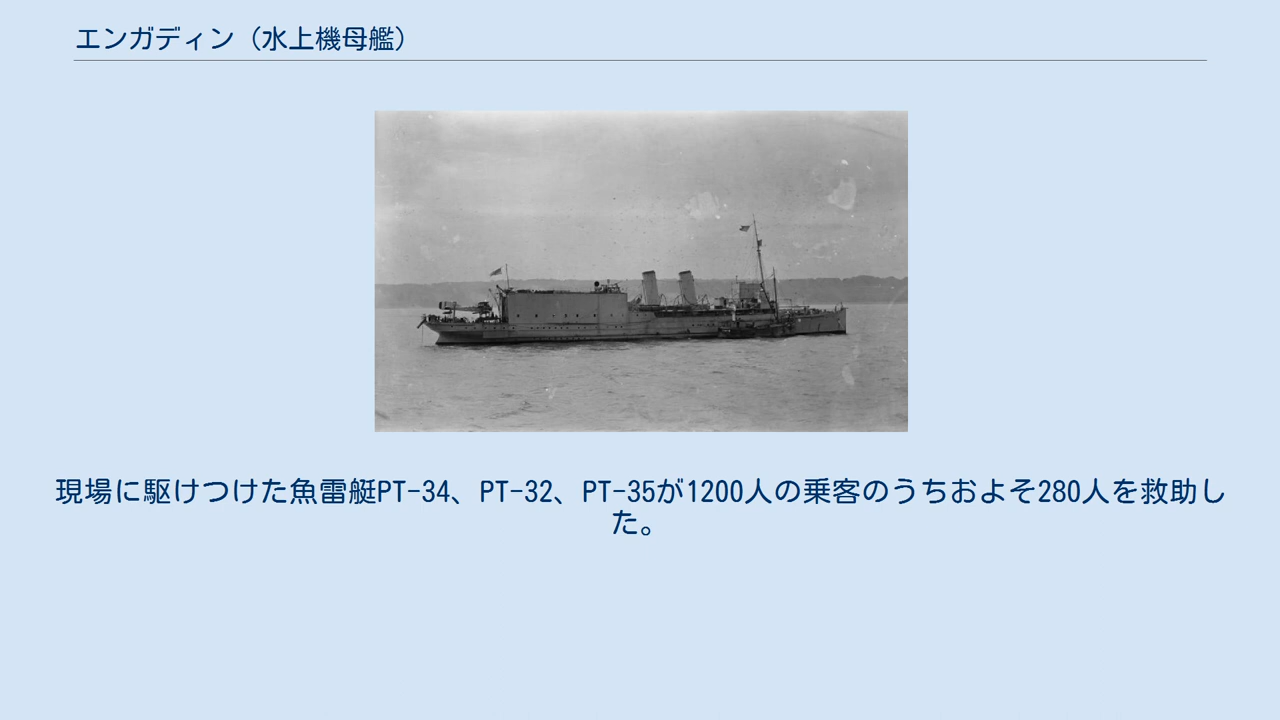 エンガディン（水上機母艦）
現場に駆けつけた魚雷艇PT-34、PT-32、PT-35が1200人の乗客のうちおよそ280人を救助し
た。